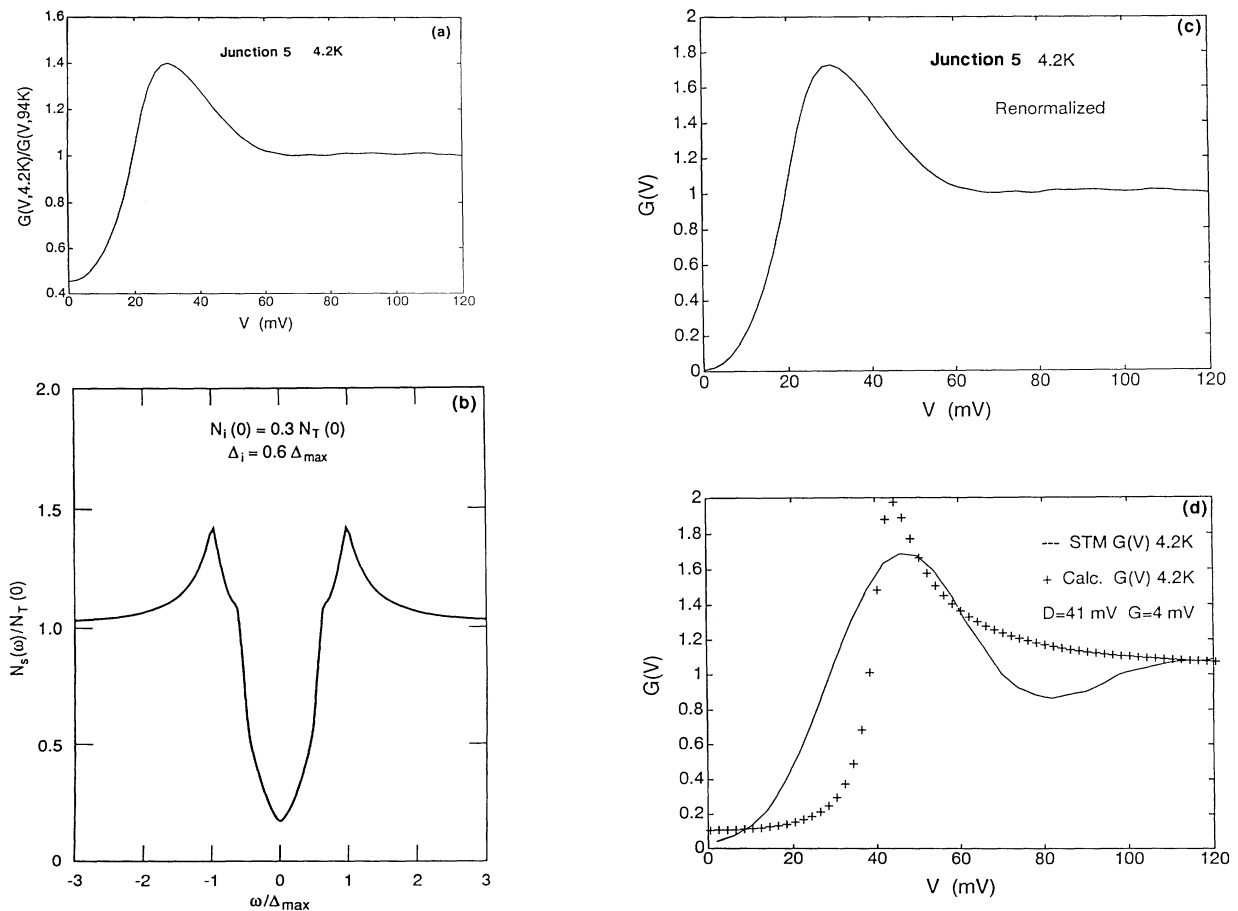 (a)
Junction 5 4.2K
G(V,4.2K)/G(V,94K)
1.6
1.4
1.2
1
0.8
0.6
0.4
0 20 40 60 80 100 120
V (mV)
(b)
N_i (0) = 0.3 N_T (0)
Δ_i = 0.6 Δ_max
N_s(ω)/N_T(0)
2.0
1.5
1.0
0.5
0
-3 -2 -1 0 1 2 3
ω/Δ_max
(c)
Junction 5 4.2K
Renormalized
G(V)
2
1.8
1.6
1.4
1.2
1
0.8
0.6
0.4
0.2
0
0 20 40 60 80 100 120
V (mV)
(d)
--- STM G(V) 4.2K
+ Calc. G(V) 4.2K
D=41 mV G=4 mV
G(V)
2
1.8
1.6
1.4
1.2
1
0.8
0.6
0.4
0.2
0
0 20 40 60 80 100 120
V (mV)